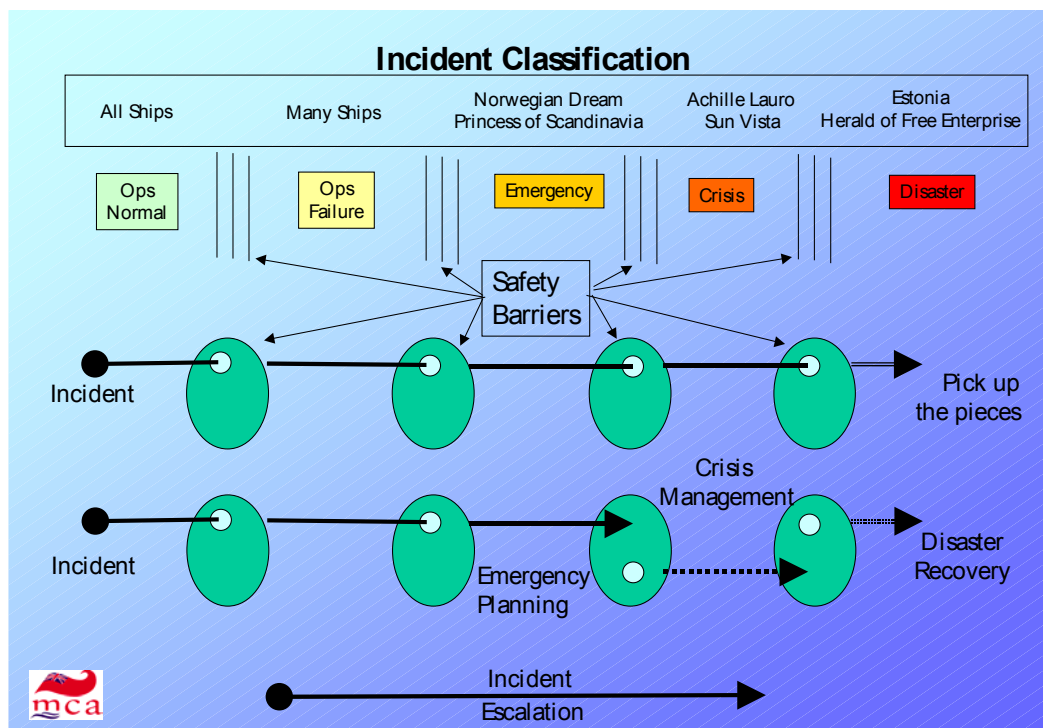 Incident Classification
All Ships
Many Ships
Norwegian Dream
Princess of Scandinavia
Achille Lauro
Sun Vista
Estonia
Herald of Free Enterprise
Ops
Normal
Ops
Failure
Emergency
Crisis
Disaster
Safety
Barriers
Incident
Pick up
the pieces
Crisis
Management
Incident
Emergency
Planning
Disaster
Recovery
Incident
Escalation
mca